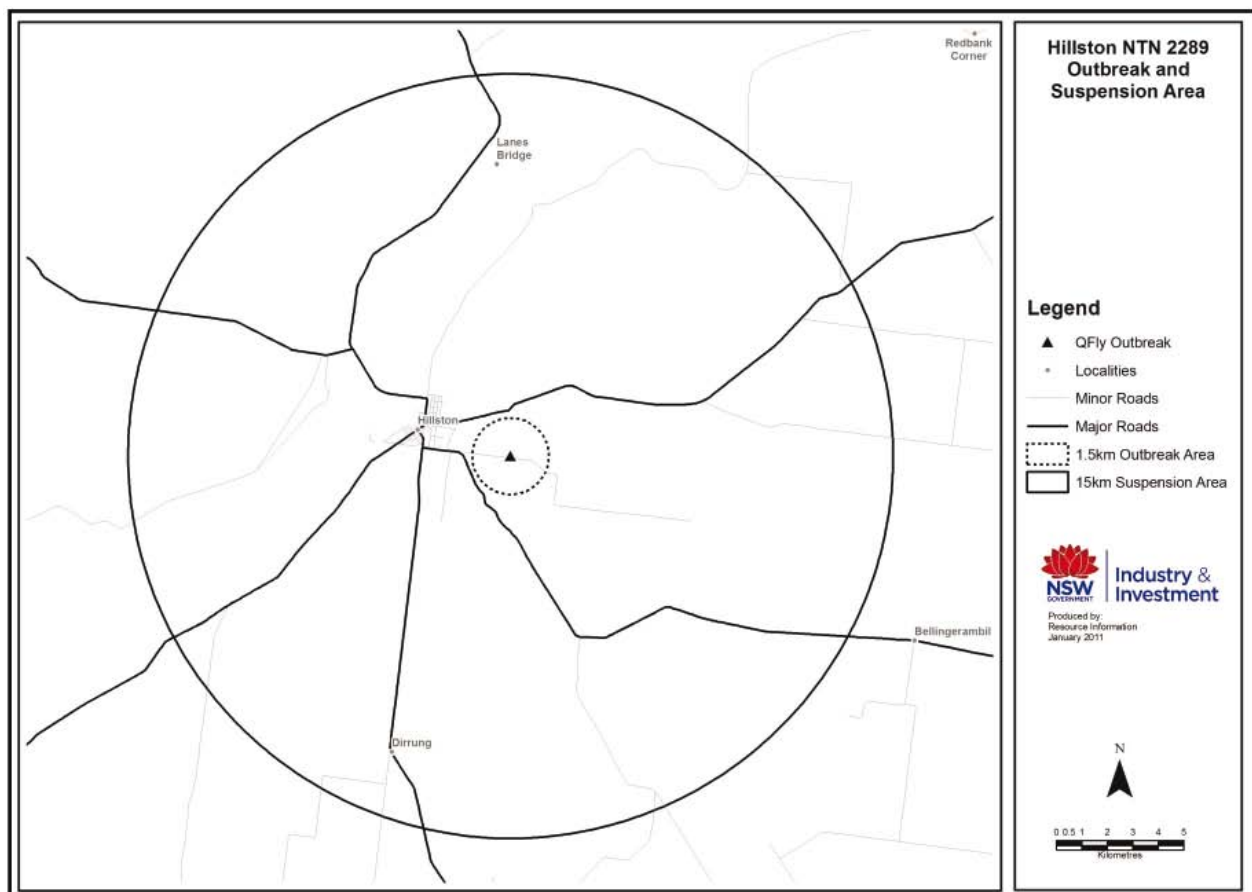 Redbank
Corner
Lanes
Bridge
Hillston
Bellingerambil
Dirrung
Hillston NTN 2289
Outbreak and
Suspension Area
Legend
QFly Outbreak
Localities
Minor Roads
Major Roads
1.5km Outbreak Area
15km Suspension Area
NSW
GOVERNMENT
Industry &
Investment
Produced by:
Resource Information
January 2011
N
0 0.5 1 2 3 4 5
Kilometres